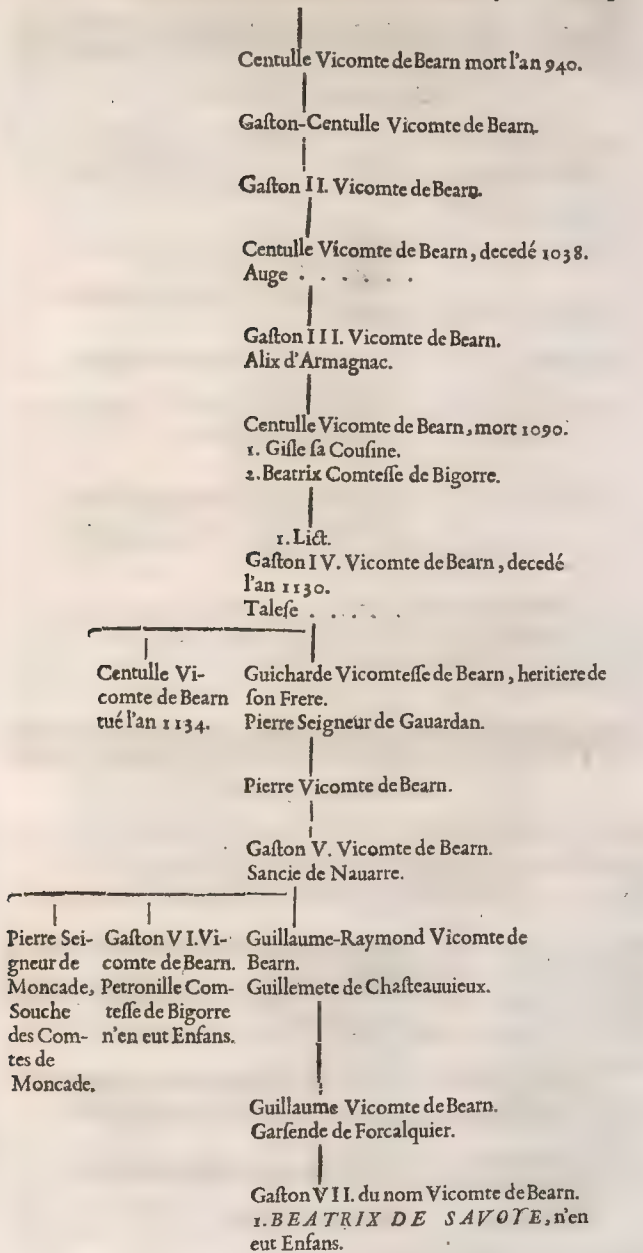 Centulle Vicomte de Bearn mort l'an 940.
Gaſton-Centulle Vicomte de Bearn.
Gaſton II. Vicomte de Bearn.
Centulle Vicomte de Bearn, decedé 1038.
Auge . . . . . .
Gaſton III. Vicomte de Bearn.
Alix d'Armagnac.
Centulle Vicomte de Bearn, mort 1090.
1. Giſle ſa Couſine.
2. Beatrix Comteſſe de Bigorre.
1. Lict.
Gaſton IV. Vicomte de Bearn, decedé
l'an 1130.
Taleſe . . . . .
Centulle Vi-
comte de Bearn
tué l'an 1134.
Guicharde Vicomteſſe de Bearn, heritiere de
ſon Frere.
Pierre Seigneur de Gauardan.
Pierre Vicomte de Bearn.
Gaſton V. Vicomte de Bearn.
Sancie de Nauarre.
Pierre Sei-
gneur de
Moncade,
Souche
des Com-
tes de
Moncade.
Gaſton VI. Vi-
comte de Bearn.
Petronille Com-
teſſe de Bigorre
n'en eut Enfans.
Guillaume-Raymond Vicomte de
Bearn.
Guillemete de Chaſteauuieux.
Guillaume Vicomte de Bearn.
Garſende de Forcalquier.
Gaſton VII. du nom Vicomte de Bearn.
1. BEATRIX DE SAVOYE, n'en
eut Enfans.